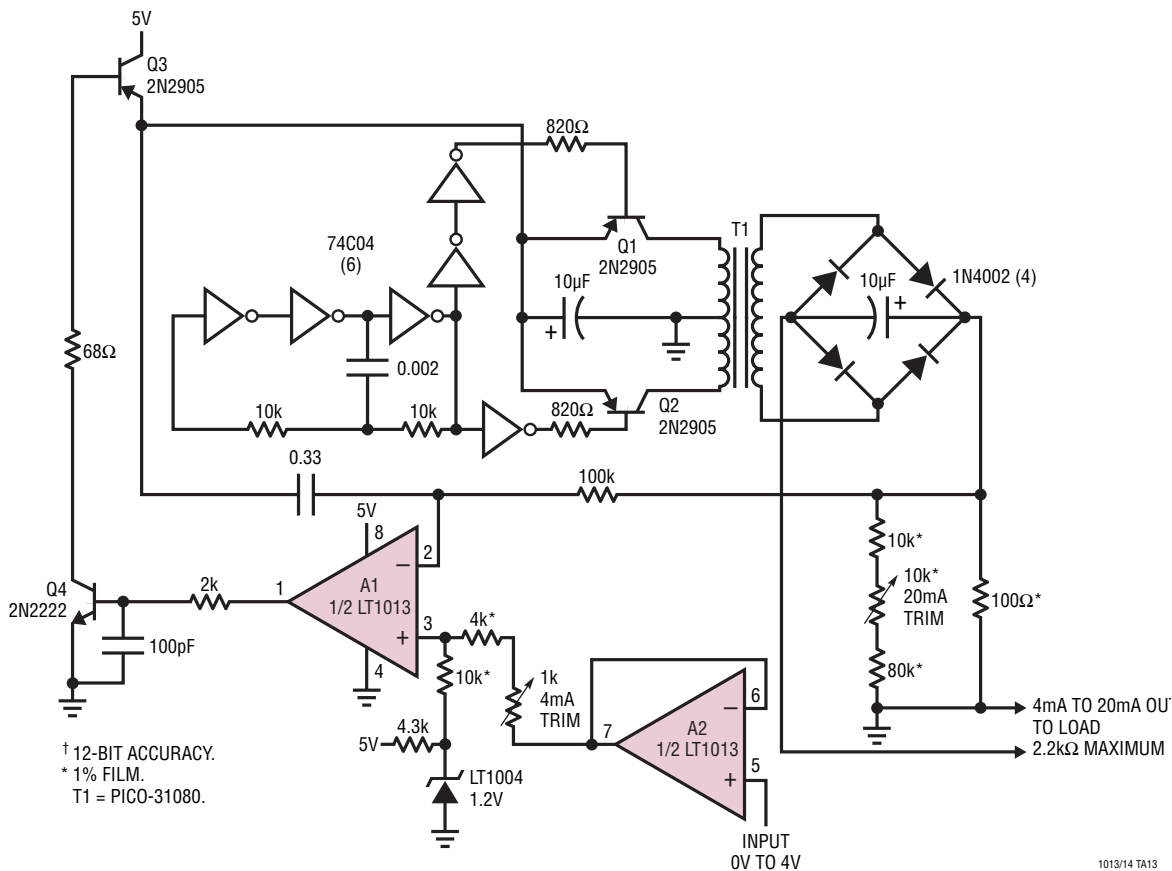 5V
Q3
2N2905
820Ω
74C04
(6)
Q1
2N2905
T1
10µF
+
10µF
+
1N4002 (4)
68Ω
0.002
10k
10k
820Ω
Q2
2N2905
0.33
100k
5V
8
2
–
A1
1/2 LT1013
+
3
4
1
2k
Q4
2N2222
100pF
4k*
10k*
1k
4mA
TRIM
10k*
10k*
20mA
TRIM
80k*
100Ω*
5V
4.3k
LT1004
1.2V
7
A2
1/2 LT1013
–
6
+
5
INPUT
0V TO 4V
4mA TO 20mA OU
TO LOAD
2.2kΩ MAXIMUM
† 12-BIT ACCURACY.
* 1% FILM.
T1 = PICO-31080.
1013/14 TA13